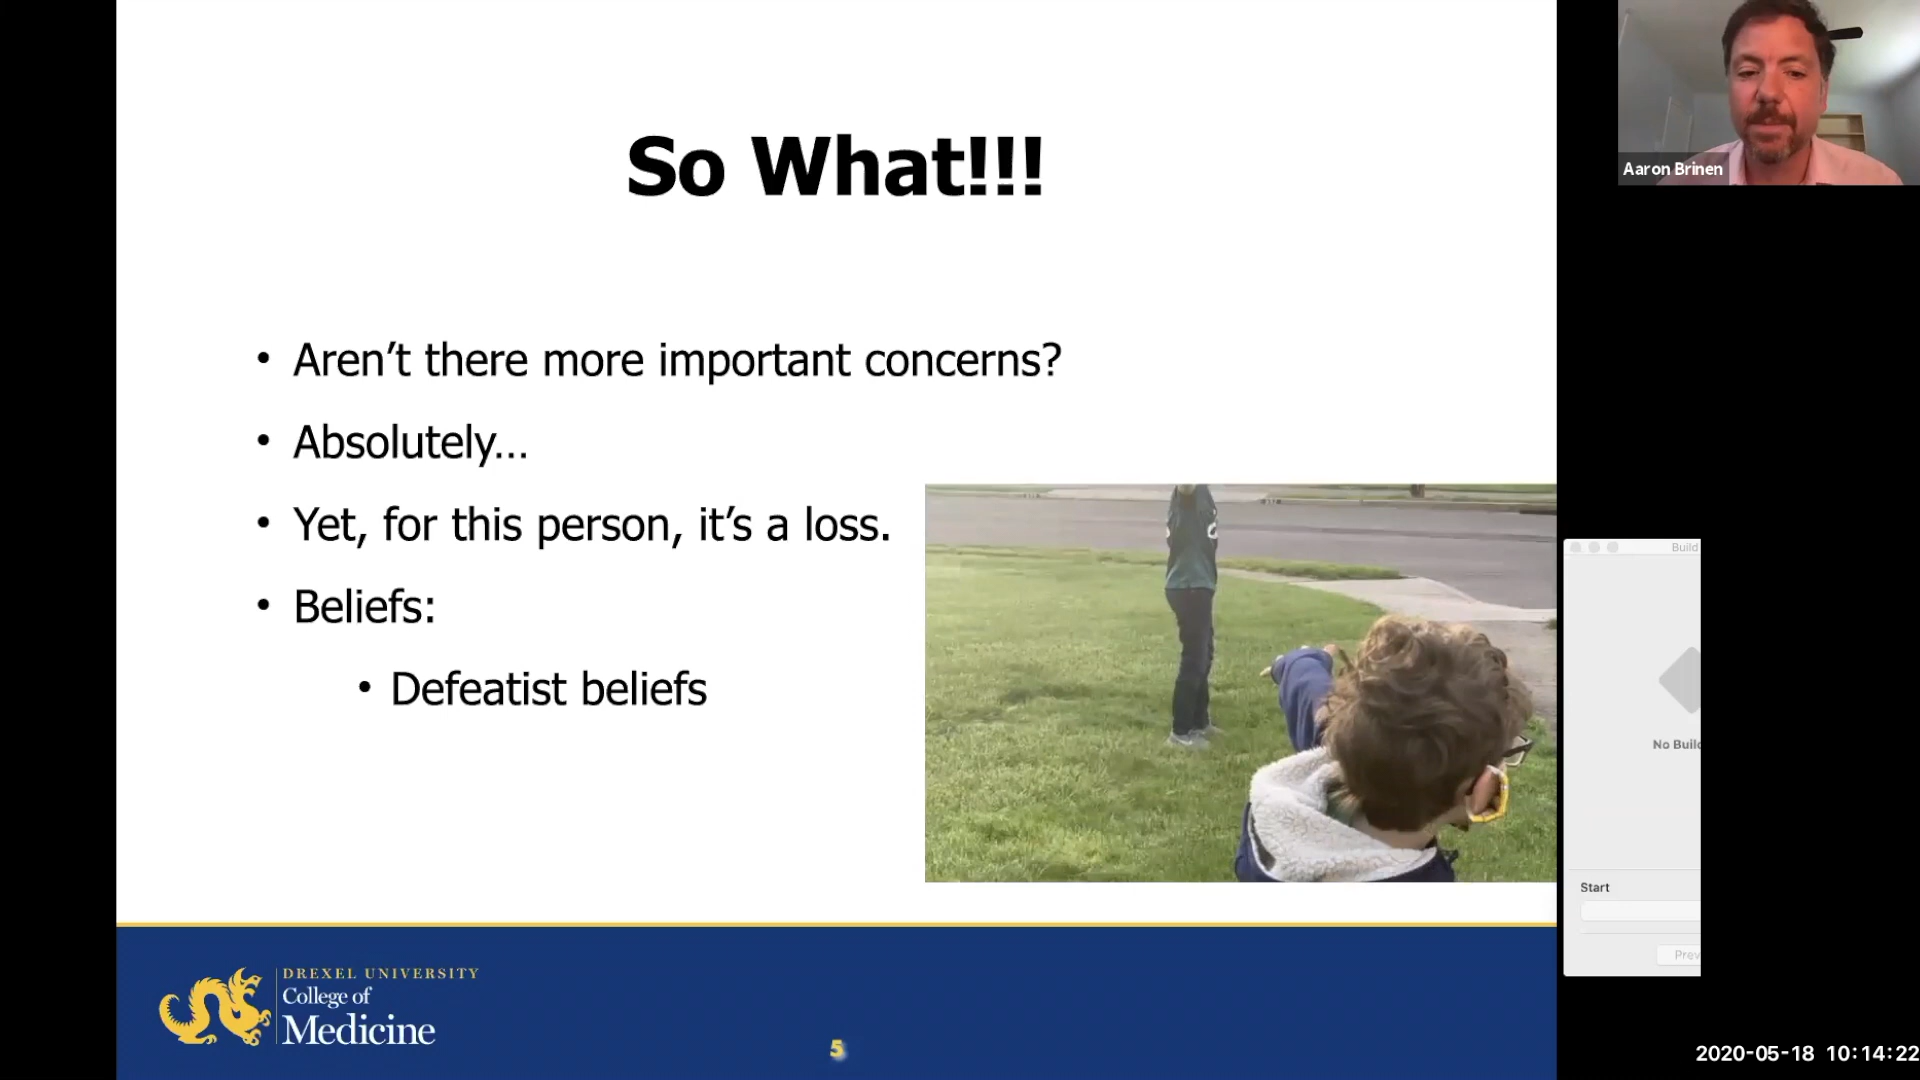 So What!!!
• Aren’t there more important concerns?
• Absolutely...
• Yet, for this person, it’s a loss.
• Beliefs:
• Defeatist beliefs
DREXEL UNIVERSITY
College of
Medicine
5
Aaron Brinen
Build
No Build
Start
Prev
2020-05-18 10:14:22